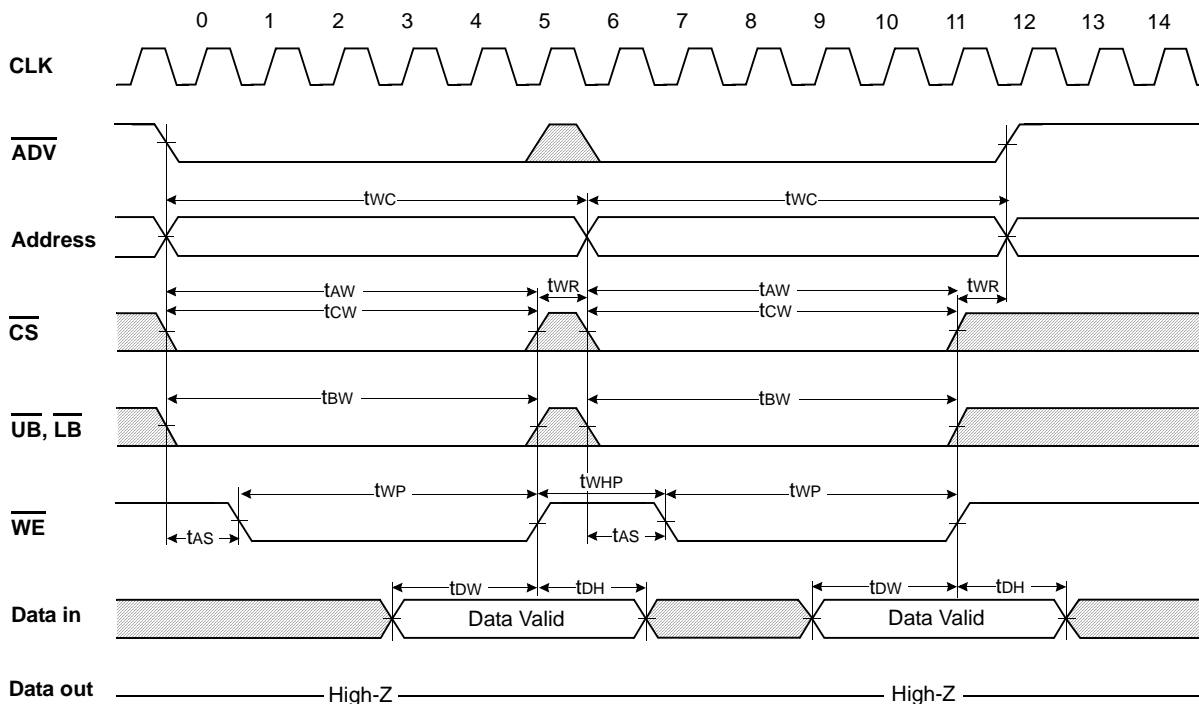 0 1 2 3 4 5 6 7 8 9 10 11 12 13 14
CLK
ADV
tWC tWC
Address
tAW tWR tAW tWR
tCW tCW
CS
tBW tBW
UB, LB
tWP tWHP tWP
WE
tAS tAS
tDW tDH tDW tDH
Data in Data Valid Data Valid
Data out High-Z High-Z